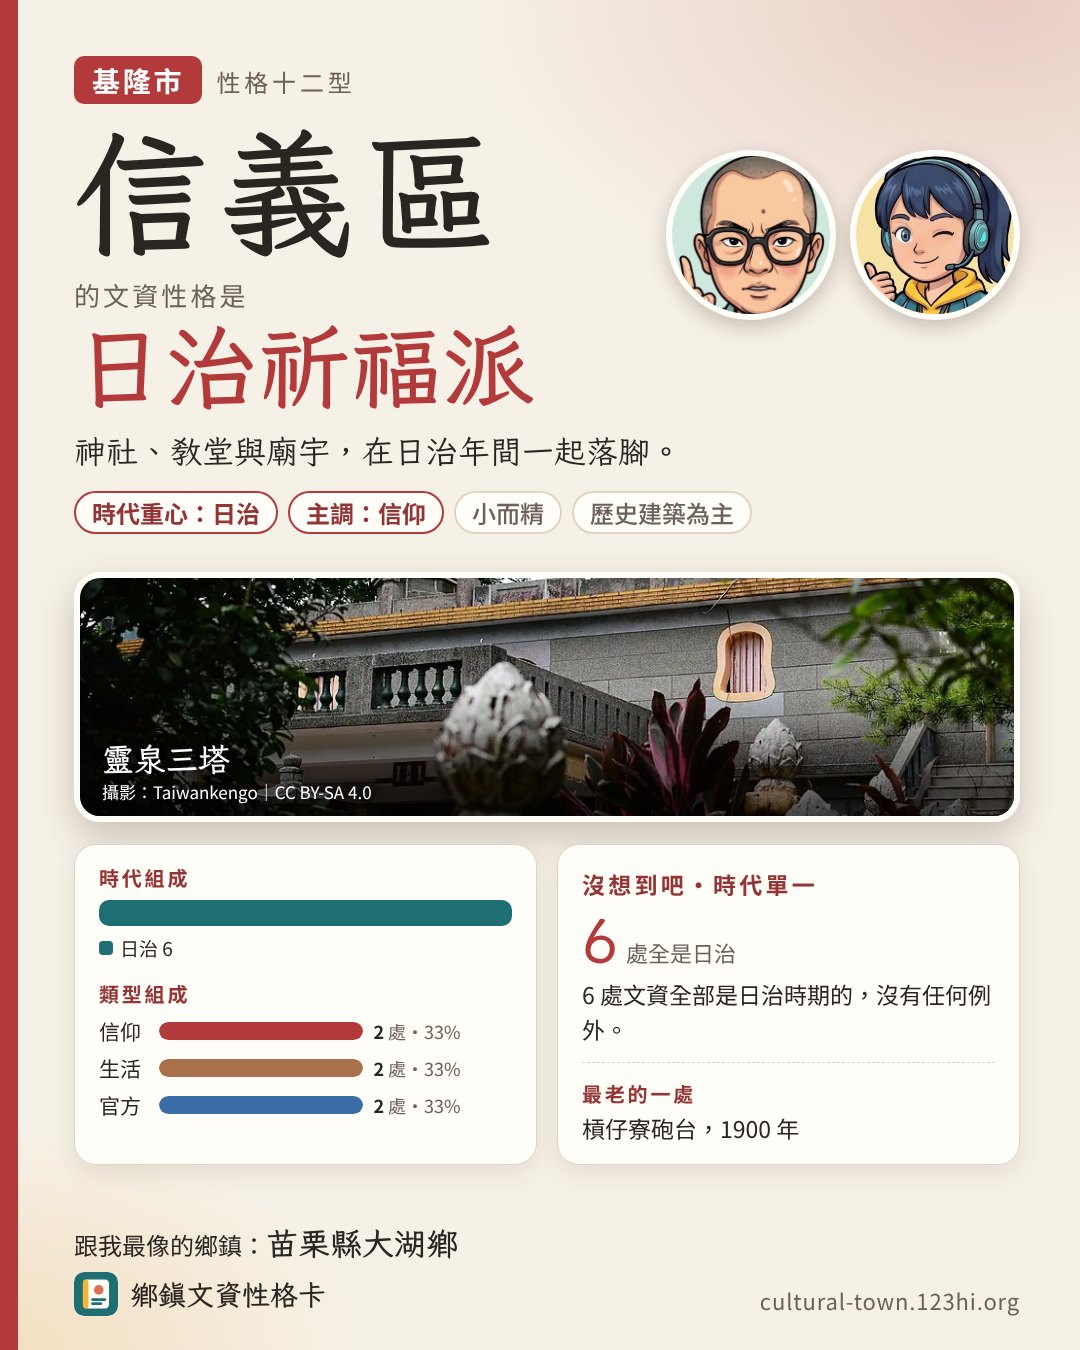 基隆市 性格十二型
信義區
的文資性格是
日治祈福派
神社、教堂與廟宇，在日治年間一起落腳。
時代重心：日治 主調：信仰 小而精 歷史建築為主
靈泉三塔
攝影：Taiwankengo｜CC BY-SA 4.0
時代組成
日治 6
類型組成
信仰 2 處・33%
生活 2 處・33%
官方 2 處・33%
沒想到吧・時代單一
6 處全是日治
6 處文資全部是日治時期的，沒有任何例
外。
最老的一處
槓仔寮砲台，1900 年
跟我最像的鄉鎮：苗栗縣大湖鄉
鄉鎮文資性格卡
cultural-town.123hi.org